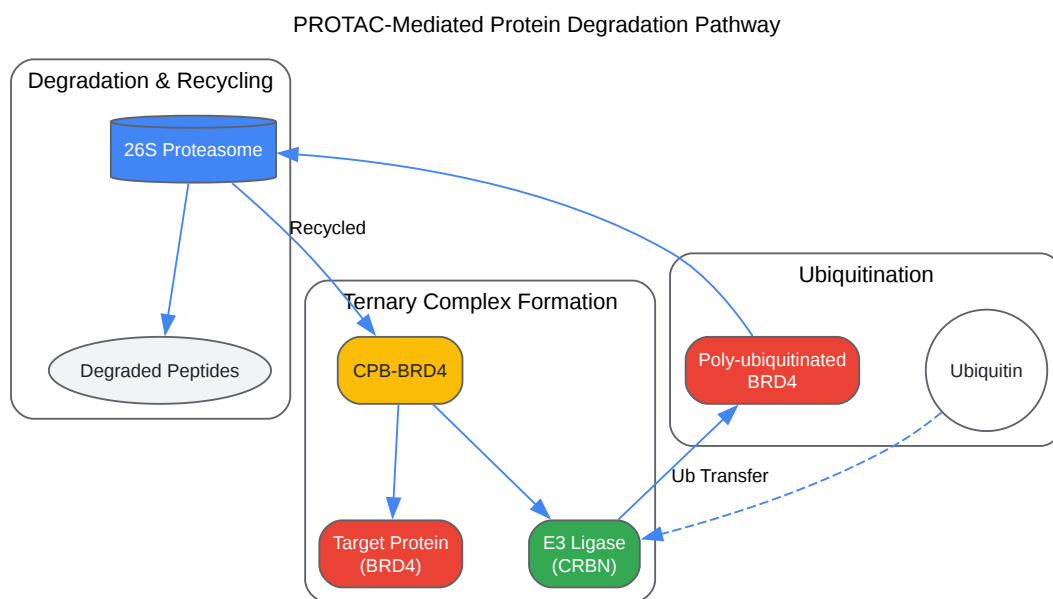 PROTAC-Mediated Protein Degradation Pathway
Degradation & Recycling
26S Proteasome
Recycled
Degraded Peptides
Ternary Complex Formation
CPB-BRD4
Target Protein
(BRD4)
E3 Ligase
(CRBN)
Ubiquitination
Poly-ubiquitinated
BRD4
Ubiquitin
Ub Transfer